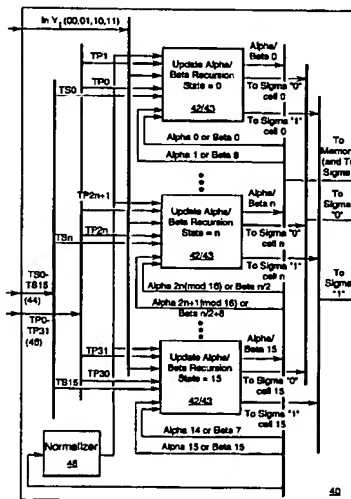 In Y, (00,01,10,11)
TP1
TP0
TS0
Update Alpha/
Beta Recursion
State = 0
42/43
Alpha/
Beta 0
To Sigma "0"
cell 0
To Sigma "1"
cell 0
Alpha 0 or Beta 0
Alpha 1 or Beta 8
To
Memor
(and T
Sigma
TP2n+1
TP2n
TSn
Update Alpha/
Beta Recursion
State = n
42/43
Alpha/
Beta n
To Sigma "0"
cell n
To Sigma "1"
cell n
To
Sigma
"0"
Alpha 2n(mod 16) or Beta n/2
Alpha 2n+1(mod 16) or
Beta n/2+8
To
Sigma
"1"
TS0-
TS15
(44)
TP0-
TP31
(46)
TP31
TP30
TS15
Update Alpha/
Beta Recursion
State = 15
42/43
Alpha/
Beta 15
To Sigma "0"
cell 15
To Sigma "1"
cell 15
Alpha 14 or Beta 7
Alpha 15 or Beta 15
Normalizer
48
40